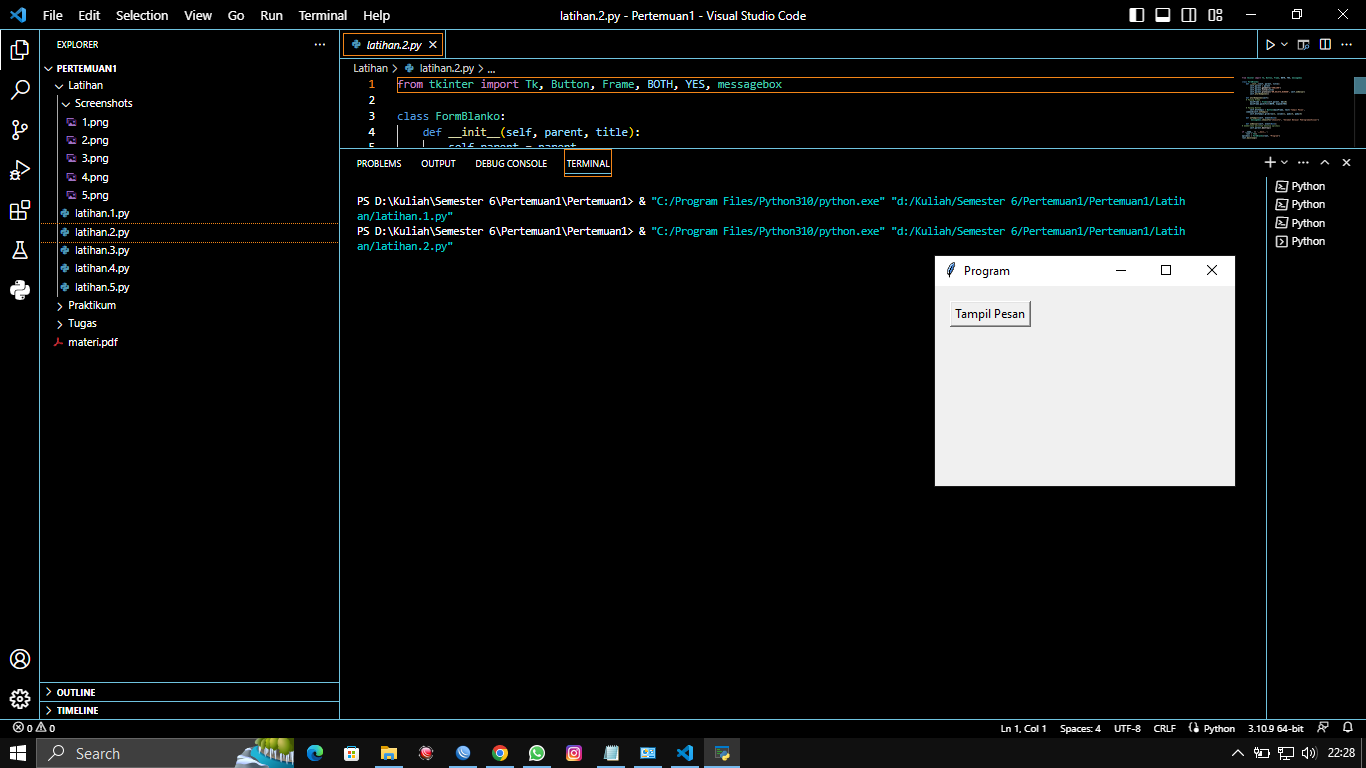 File Edit Selection View Go Run Terminal Help
latihan.2.py - Pertemuan1 - Visual Studio Code
EXPLORER
PERTEMUAN1
Latihan
Screenshots
1.png
2.png
3.png
4.png
5.png
latihan.1.py
latihan.2.py
latihan.3.py
latihan.4.py
latihan.5.py
Praktikum
Tugas
materi.pdf
OUTLINE
TIMELINE
latihan.2.py
Latihan > latihan.2.py > ...
1 from tkinter import Tk, Button, Frame, BOTH, YES, messagebox
2
3 class FormBlanko:
4 def __init__(self, parent, title):
5 self.parent = parent
PROBLEMS OUTPUT DEBUG CONSOLE TERMINAL
PS D:\Kuliah\Semester 6\Pertemuan1\Pertemuan1> & "C:/Program Files/Python310/python.exe" "d:/Kuliah/Semester 6/Pertemuan1/Pertemuan1/Latih
an/latihan.1.py"
PS D:\Kuliah\Semester 6\Pertemuan1\Pertemuan1> & "C:/Program Files/Python310/python.exe" "d:/Kuliah/Semester 6/Pertemuan1/Pertemuan1/Latih
an/latihan.2.py"
Python
Python
Python
Python
Program
Tampil Pesan
0 0
Ln 1, Col 1 Spaces: 4 UTF-8 CRLF Python 3.10.9 64-bit
Search
22:28